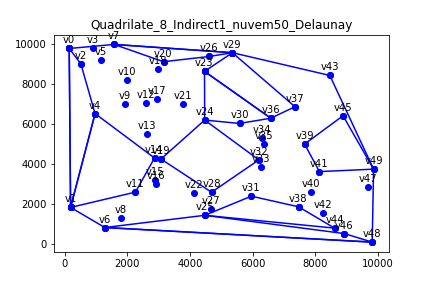 Quadrilate_8_Indirect1_nuvem50_Delaunay
10000
8000
6000
4000
2000
0
0
2000
4000
6000
8000
10000
v0
v3
v7
v2
v5
v20
v26
v29
v10
v23
v43
v4
v9
v12
v17
v21
v24
v30
v36
v37
v45
v13
v34
v35
v39
v14
v19
v32
v33
v41
v49
v15
v16
v47
v1
v11
v22
v28
v31
v40
v8
v27
v25
v38
v42
v6
v44
v46
v48